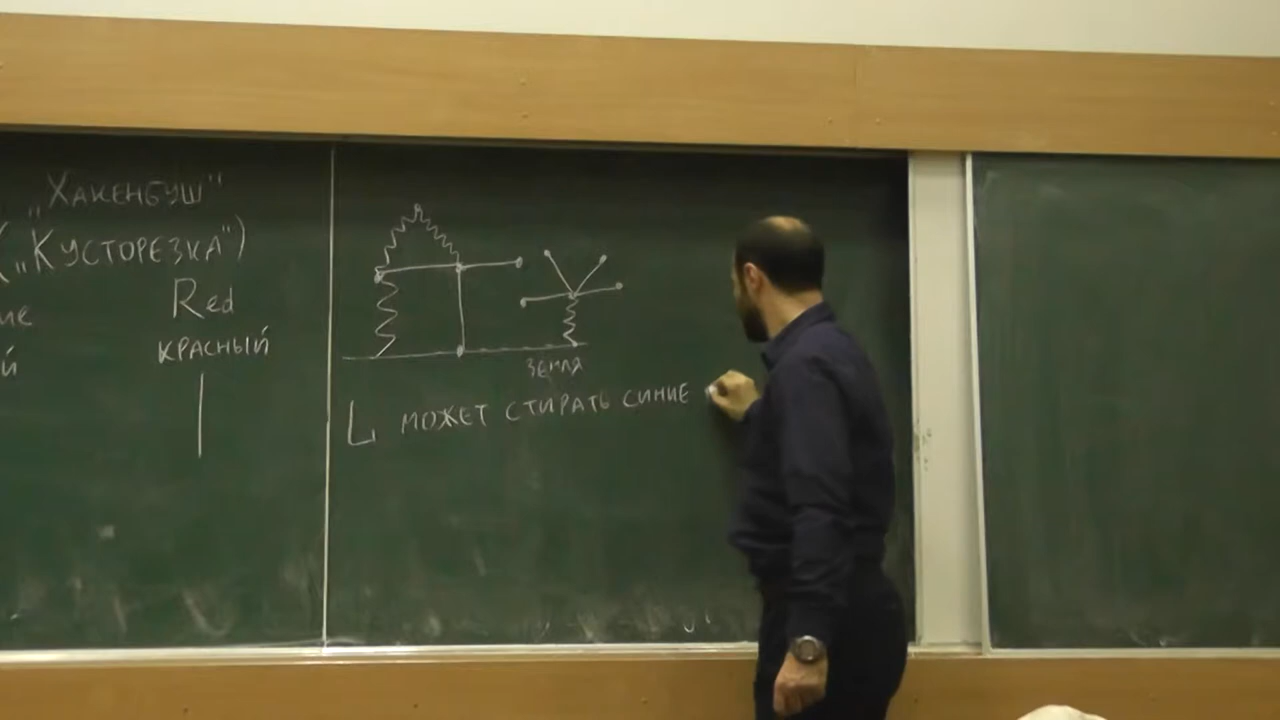 „Хакенбуш"
(„Кусторезка")
Red
красный
земля
L может стирать синие